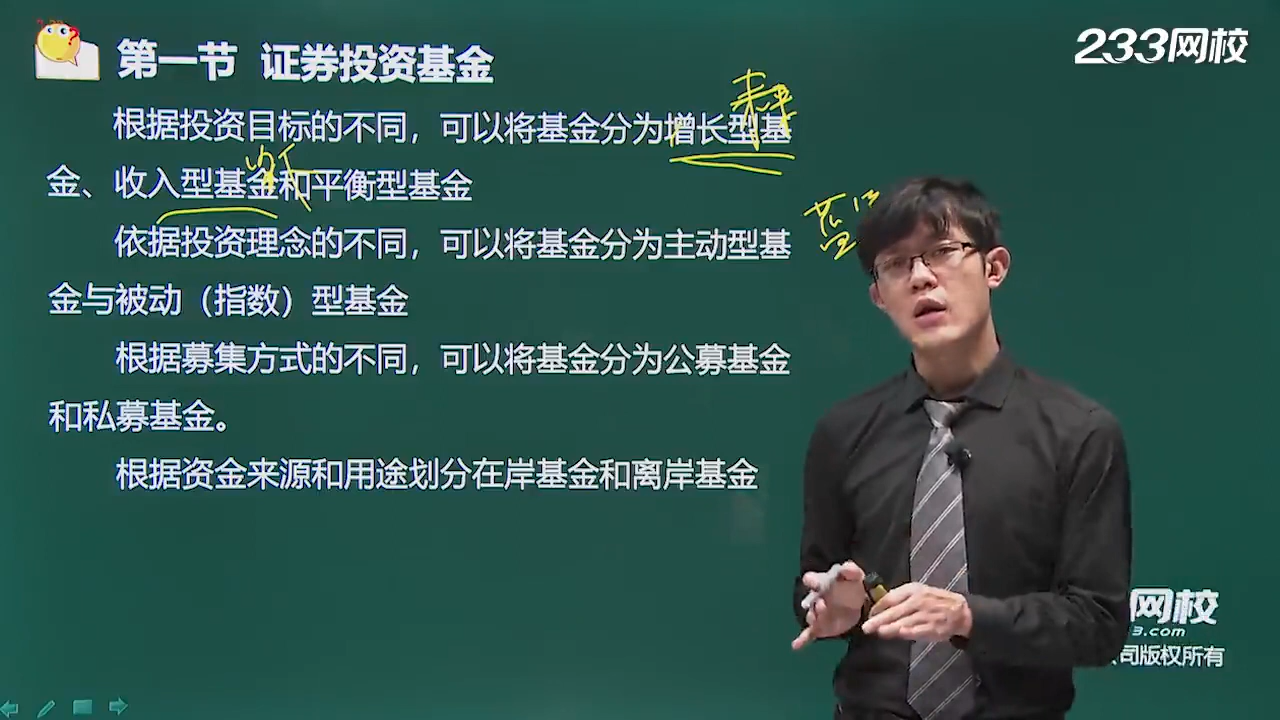 第一节 证券投资基金
233网校
根据投资目标的不同，可以将基金分为增长型基
金、收入型基金和平衡型基金
依据投资理念的不同，可以将基金分为主动型基
金与被动（指数）型基金
根据募集方式的不同，可以将基金分为公募基金
和私募基金。
根据资金来源和用途划分在岸基金和离岸基金
未来
网校
3.com
司版权所有